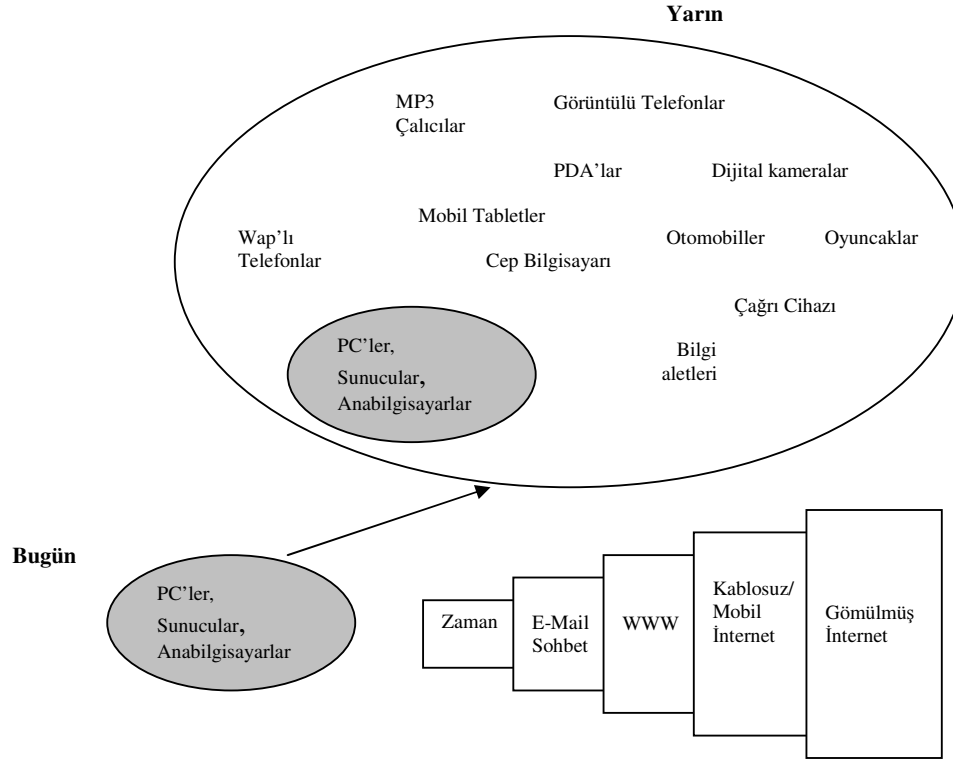 Yarın
MP3
Çalıcılar
Görüntülü Telefonlar
PDA’lar
Dijital kameralar
Mobil Tabletler
Wap’lı
Telefonlar
Cep Bilgisayarı
Otomobiller
Oyuncaklar
Çağrı Cihazı
Bilgi
aletleri
PC’ler,
Sunucular,
Anabilgisayarlar
Bugün
PC’ler,
Sunucular,
Anabilgisayarlar
Zaman
E-Mail
Sohbet
WWW
Kablosuz/
Mobil
İnternet
Gömülmüş
İnternet